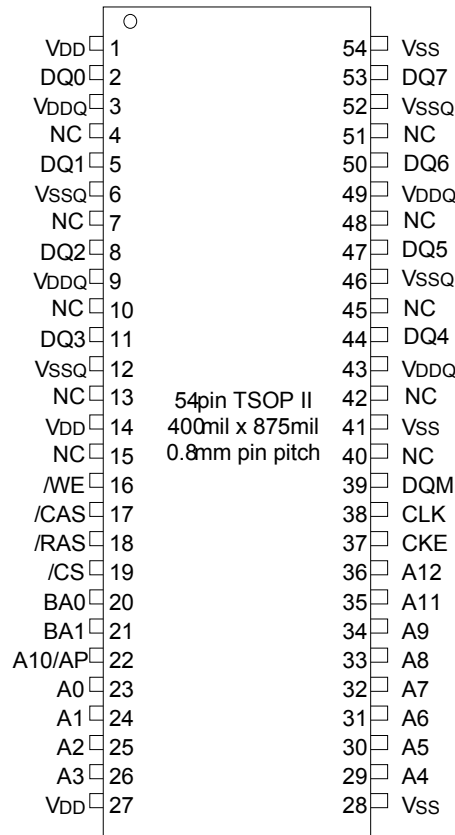 VDD 1 54 VSS
DQ0 2 53 DQ7
VDDQ 3 52 VSSQ
NC 4 51 NC
DQ1 5 50 DQ6
VSSQ 6 49 VDDQ
NC 7 48 NC
DQ2 8 47 DQ5
VDDQ 9 46 VSSQ
NC 10 45 NC
DQ3 11 44 DQ4
VSSQ 12 43 VDDQ
NC 13 42 NC
54pin TSOP II
VDD 14 41 VSS
400mil x 875mil
NC 15 40 NC
0.8mm pin pitch
/WE 16 39 DQM
/CAS 17 38 CLK
/RAS 18 37 CKE
/CS 19 36 A12
BA0 20 35 A11
BA1 21 34 A9
A10/AP 22 33 A8
A0 23 32 A7
A1 24 31 A6
A2 25 30 A5
A3 26 29 A4
VDD 27 28 VSS